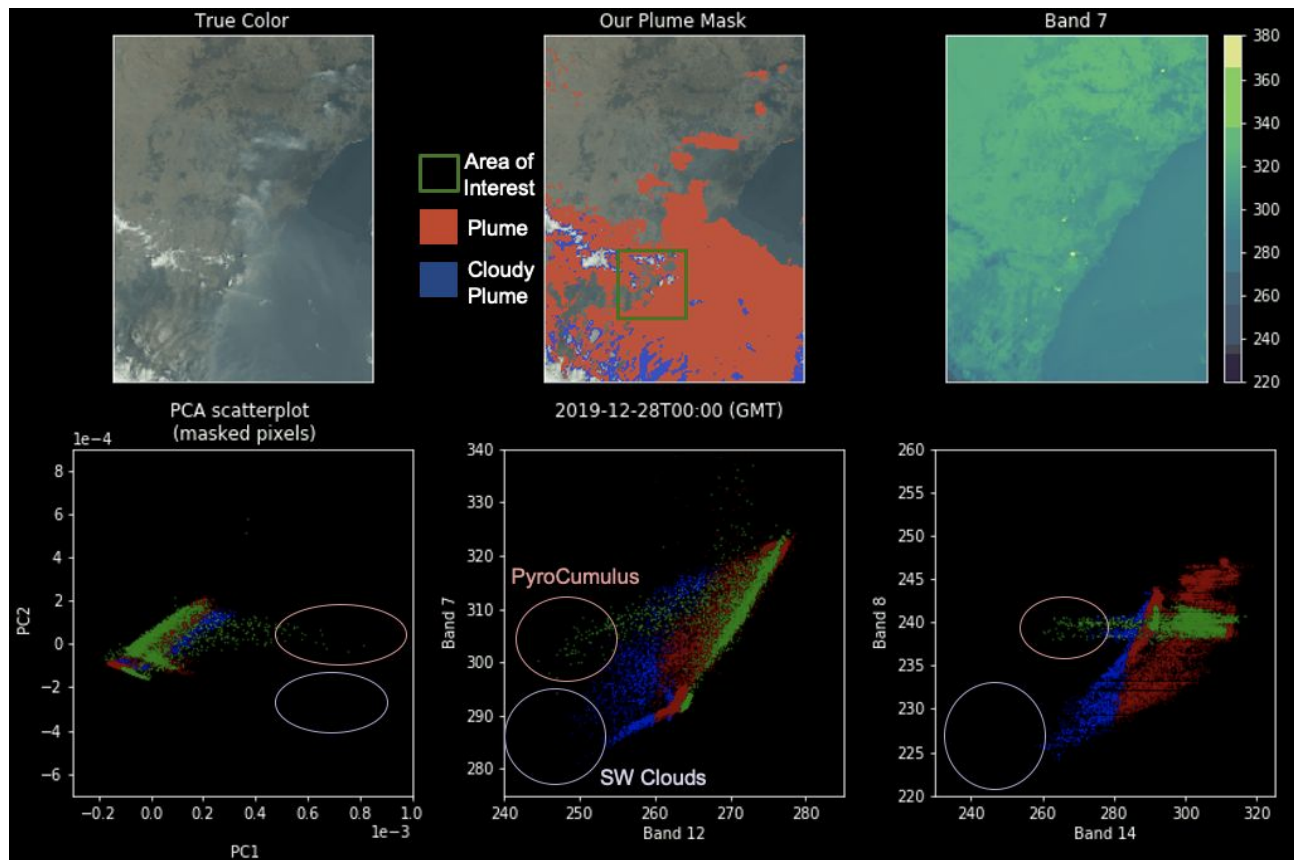 True Color
Our Plume Mask
Band 7
Area of
Interest
Plume
Cloudy
Plume
380
360
340
320
300
280
260
240
220
PCA scatterplot
(masked pixels)
2019-12-28T00:00 (GMT)
1e−4
8
6
4
2
0
−2
−4
−6
PC2
−0.2
0.0
0.2
0.4
0.6
0.8
1.0
1e−3
PC1
340
330
320
310
300
290
280
Band 7
PyroCumulus
SW Clouds
240
250
260
270
280
Band 12
260
255
250
245
240
235
230
225
220
Band 8
240
260
280
300
320
Band 14